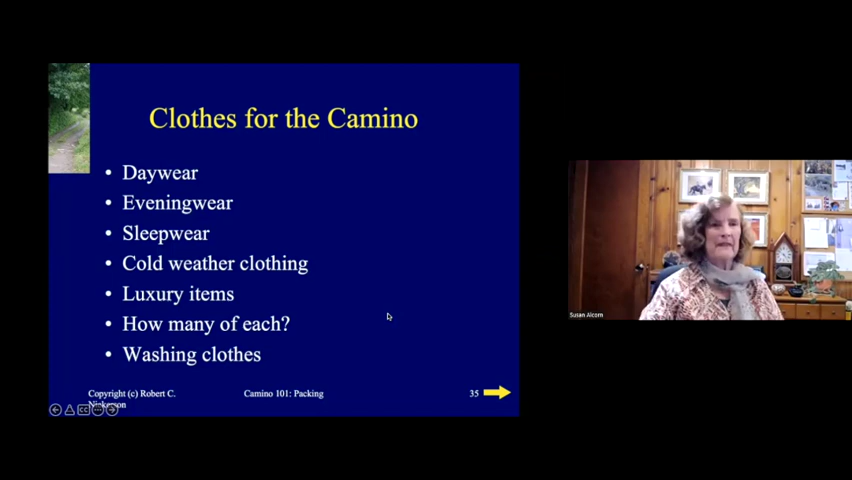 Clothes for the Camino
• Daywear
• Eveningwear
• Sleepwear
• Cold weather clothing
• Luxury items
• How many of each?
• Washing clothes
Copyright (c) Robert C.
Nickerson
Camino 101: Packing
35
Susan Alcorn